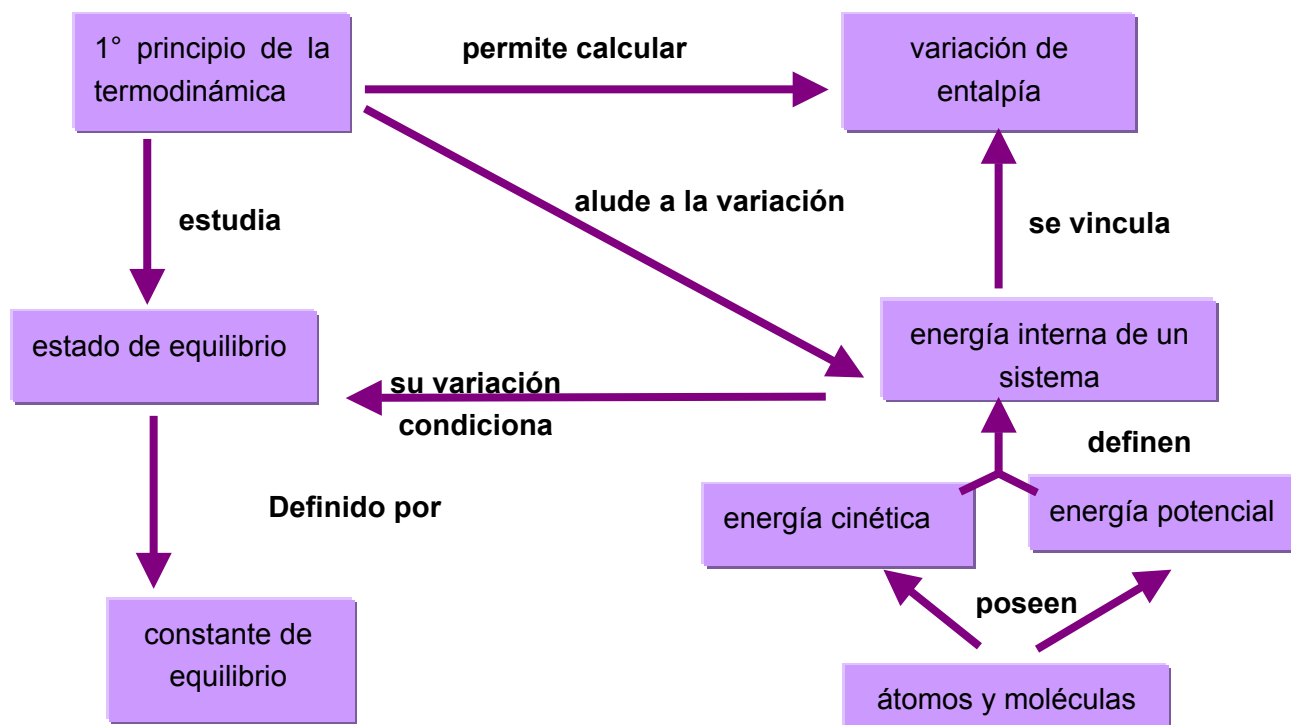 1° principio de la
termodinámica
permite calcular
variación de
entalpía
estudia
alude a la variación
se vincula
estado de equilibrio
su variación
condiciona
energía interna de un
sistema
definen
Definido por
energía cinética
energía potencial
poseen
constante de
equilibrio
átomos y moléculas